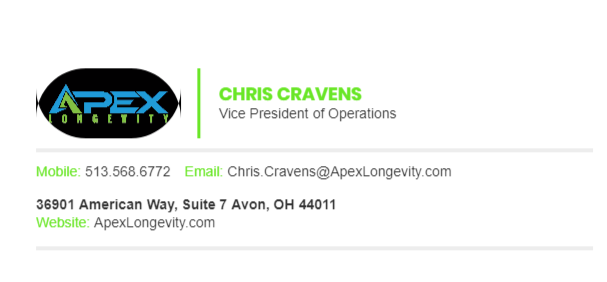 APEX
LONGEVITY
CHRIS CRAVENS
Vice President of Operations
Mobile: 513.568.6772 Email: Chris.Cravens@ApexLongevity.com
36901 American Way, Suite 7 Avon, OH 44011
Website: ApexLongevity.com